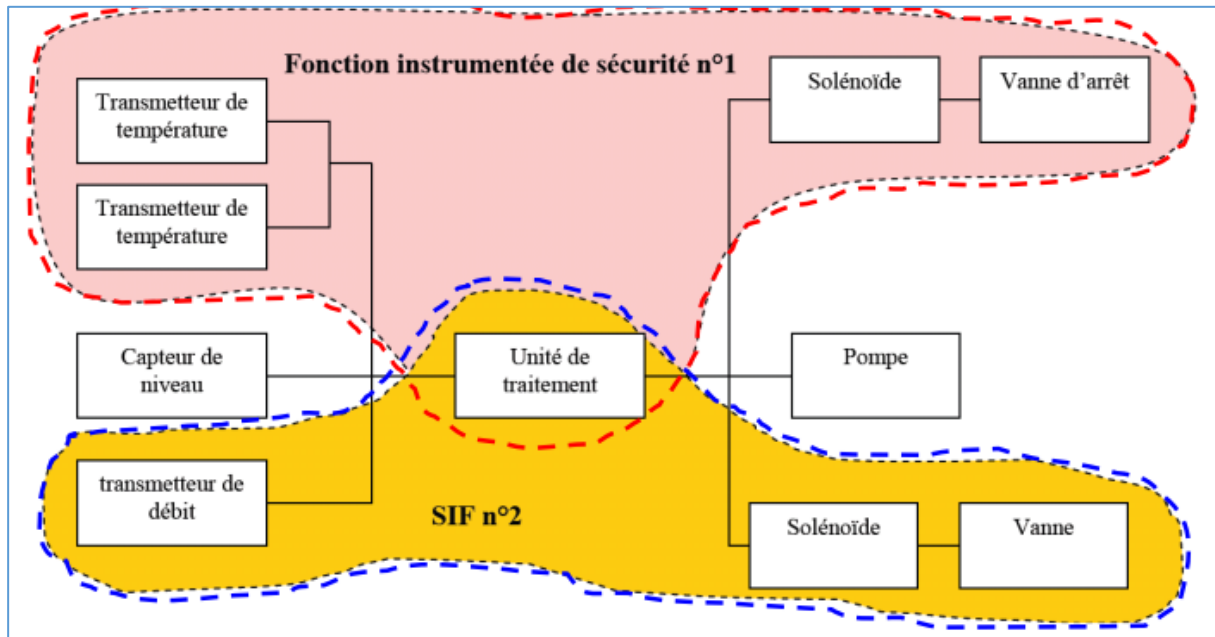 Fonction instrumentée de sécurité n°1
Transmetteur de
température
Solénoïde
Vanne d’arrêt
Transmetteur de
température
Capteur de
niveau
Unité de
traitement
Pompe
transmetteur de
débit
SIF n°2
Solénoïde
Vanne